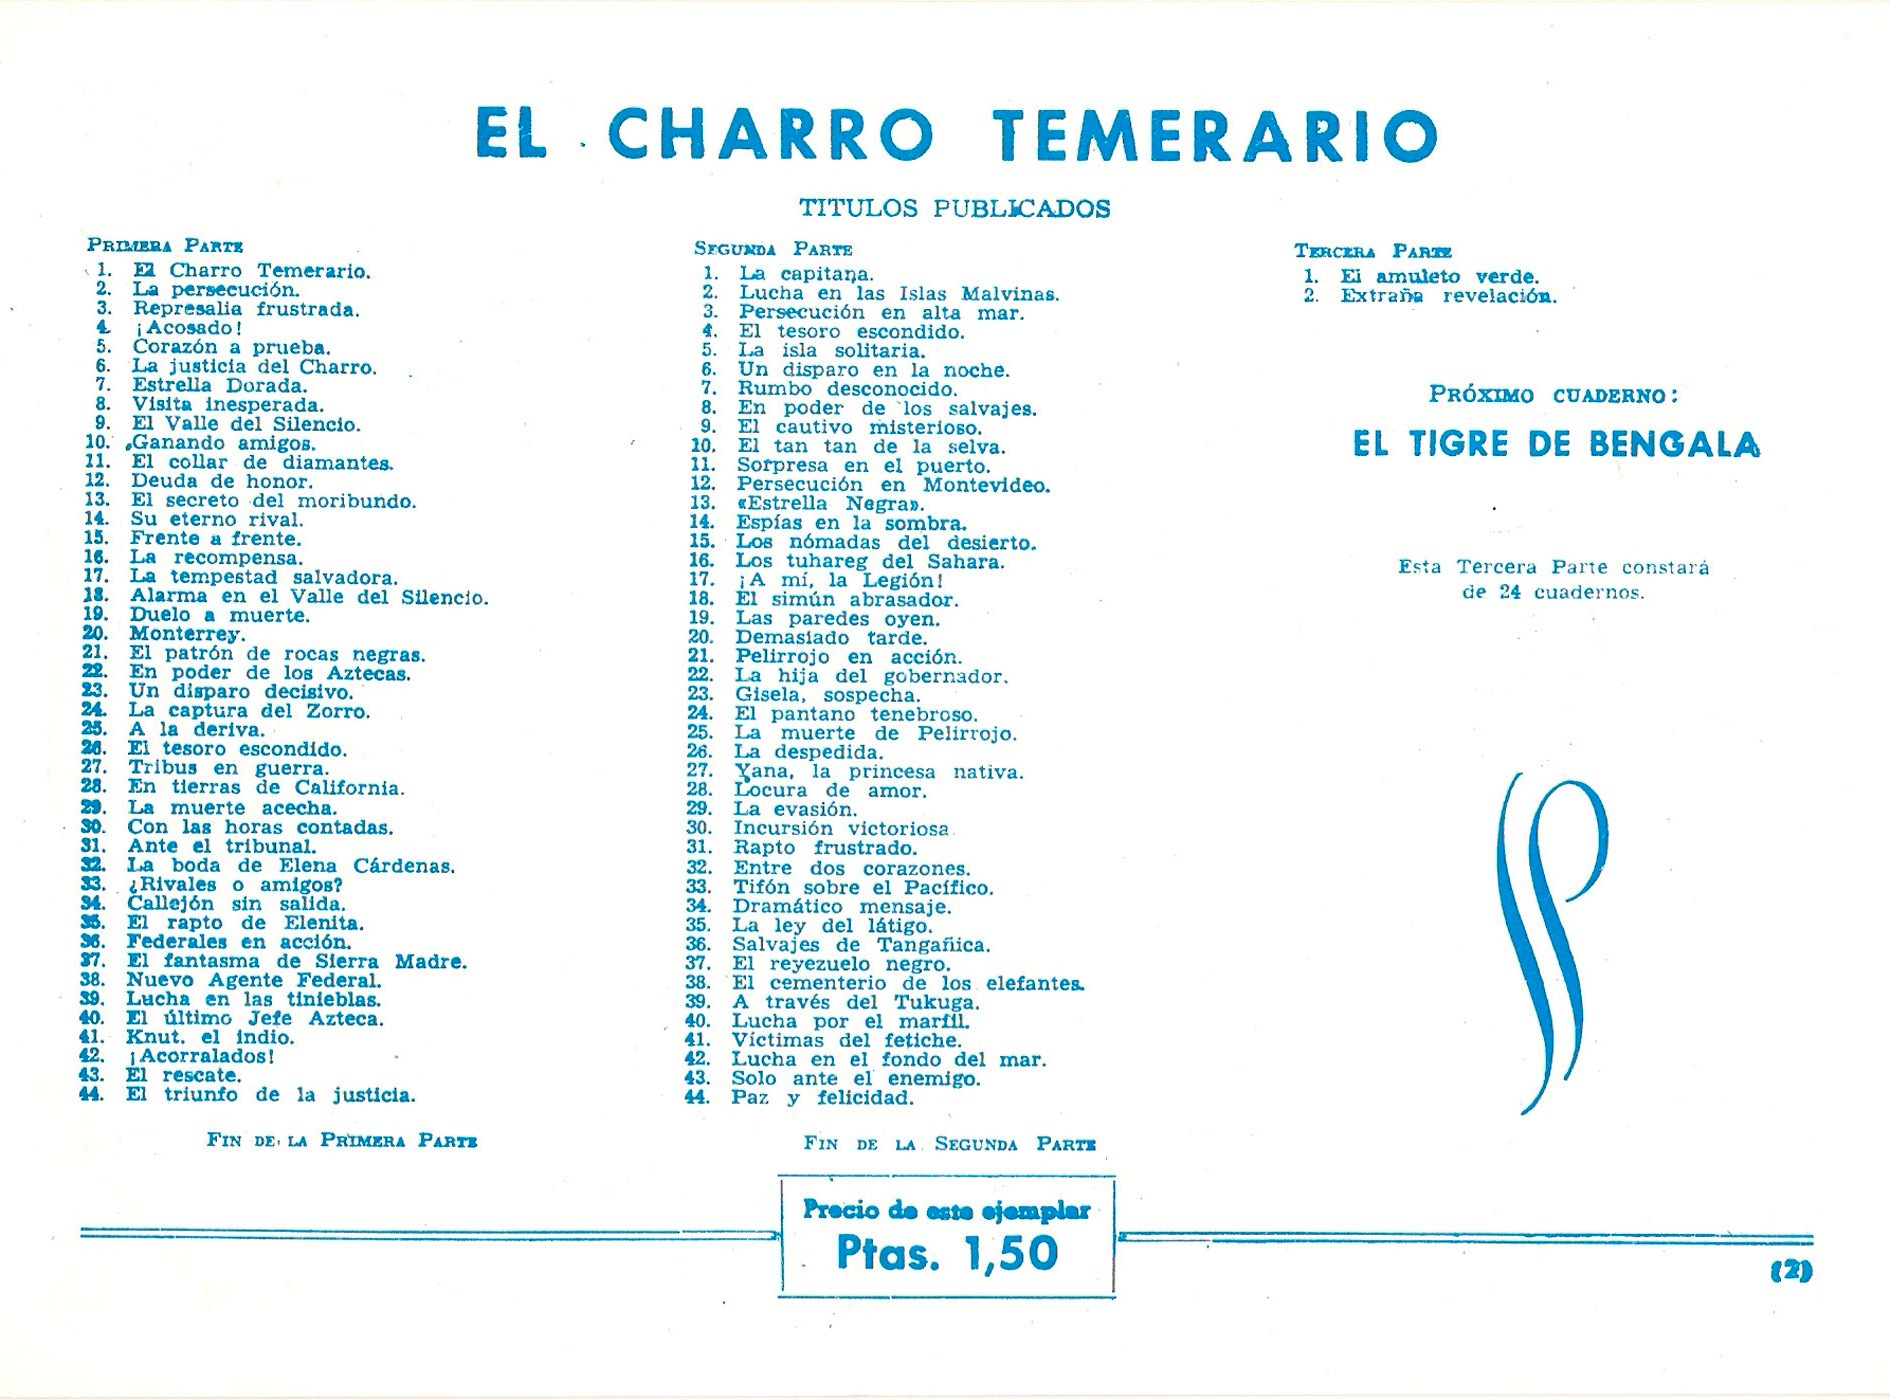 EL CHARRO TEMERARIO
TITULOS PUBLICADOS
PRIMERA PARTE
1. El Charro Temerario.
2. La persecución.
3. Represalia frustrada.
4. ¡Acosado!
5. Corazón a prueba.
6. La justicia del Charro.
7. Estrella Dorada.
8. Visita inesperada.
9. El Valle del Silencio.
10. Ganando amigos.
11. El collar de diamantes.
12. Deuda de honor.
13. El secreto del moribundo.
14. Su eterno rival.
15. Frente a frente.
16. La recompensa.
17. La tempestad salvadora.
18. Alarma en el Valle del Silencio.
19. Duelo a muerte.
20. Monterrey.
21. El patrón de rocas negras.
22. En poder de los Aztecas.
23. Un disparo decisivo.
24. La captura del Zorro.
25. A la deriva.
26. El tesoro escondido.
27. Tribus en guerra.
28. En tierras de California.
29. La muerte acecha.
30. Con las horas contadas.
31. Ante el tribunal.
32. La boda de Elena Cárdenas.
33. ¿Rivales o amigos?
34. Callejón sin salida.
35. El rapto de Elenita.
36. Federales en acción.
37. El fantasma de Sierra Madre.
38. Nuevo Agente Federal.
39. Lucha en las tinieblas.
40. El último Jefe Azteca.
41. Knut. el indio.
42. ¡Acorralados!
43. El rescate.
44. El triunfo de la justicia.
FIN DE LA PRIMERA PARTE
SEGUNDA PARTE
1. La capitana.
2. Lucha en las Islas Malvinas.
3. Persecución en alta mar.
4. El tesoro escondido.
5. La isla solitaria.
6. Un disparo en la noche.
7. Rumbo desconocido.
8. En poder de los salvajes.
9. El cautivo misterioso.
10. El tan tan de la selva.
11. Sorpresa en el puerto.
12. Persecución en Montevideo.
13. «Estrella Negra».
14. Espías en la sombra.
15. Los nómadas del desierto.
16. Los tuhareg del Sahara.
17. ¡A mí, la Legión!
18. El simún abrasador.
19. Las paredes oyen.
20. Demasiado tarde.
21. Pelirrojo en acción.
22. La hija del gobernador.
23. Gisela, sospecha.
24. El pantano tenebroso.
25. La muerte de Pelirrojo.
26. La despedida.
27. Yana, la princesa nativa.
28. Locura de amor.
29. La evasión.
30. Incursión victoriosa
31. Rapto frustrado.
32. Entre dos corazones.
33. Tifón sobre el Pacífico.
34. Dramático mensaje.
35. La ley del látigo.
36. Salvajes de Tangañica.
37. El reyezuelo negro.
38. El cementerio de los elefantes.
39. A través del Tukuga.
40. Lucha por el marfil.
41. Víctimas del fetiche.
42. Lucha en el fondo del mar.
43. Solo ante el enemigo.
44. Paz y felicidad.
FIN DE LA SEGUNDA PARTE
TERCERA PARTE
1. El amuleto verde.
2. Extraña revelación.
PRÓXIMO CUADERNO:
EL TIGRE DE BENGALA
Esta Tercera Parte constará
de 24 cuadernos.
Precio de este ejemplar
Ptas. 1,50
(2)